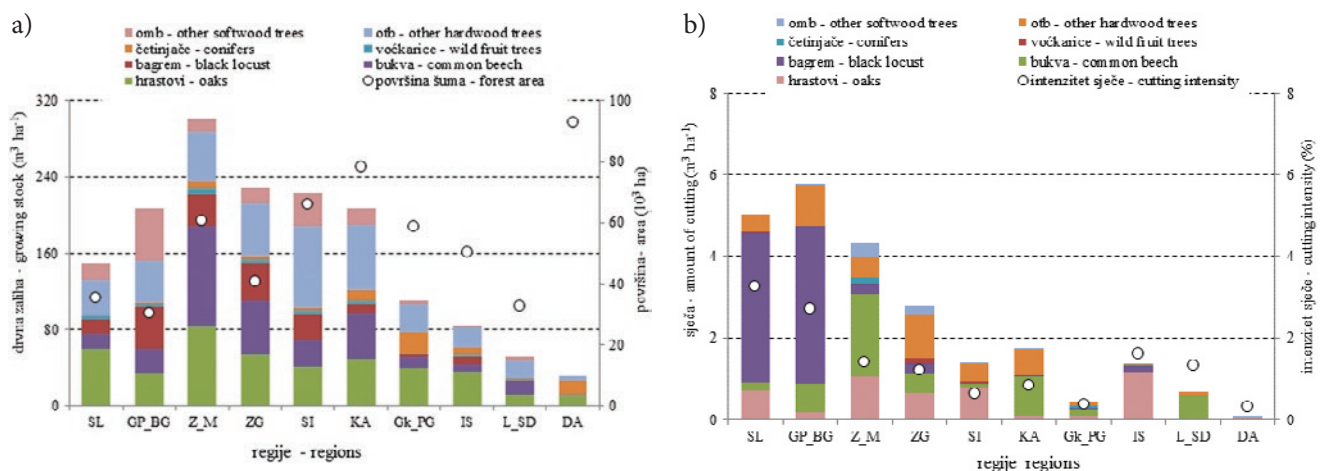 a)
omb - other softwood trees
otb - other hardwood trees
četinjače - conifers
voćkarice - wild fruit trees
bagrem - black locust
bukva - common beech
hrastovi - oaks
površina šuma - forest area
drvna zaliha - growing stock (m³ ha⁻¹)
320
240
160
80
0
100
80
60
40
20
0
površina- area (10³ ha)
SL GP_BG Z_M ZG SI KA Gk_PG IS L_SD DA
regije - regions
b)
omb - other softwood trees
otb - other hardwood trees
četinjače - conifers
voćkarice - wild fruit trees
bagrem - black locust
bukva - common beech
hrastovi - oaks
intenzitet sječe - cutting intensity
sječa - amount of cutting (m³ ha⁻¹)
8
6
4
2
0
8
6
4
2
0
intenzitet sječe - cutting intensity (%)
SL GP_BG Z_M ZG SI KA Gk_PG IS L_SD DA
regije regions